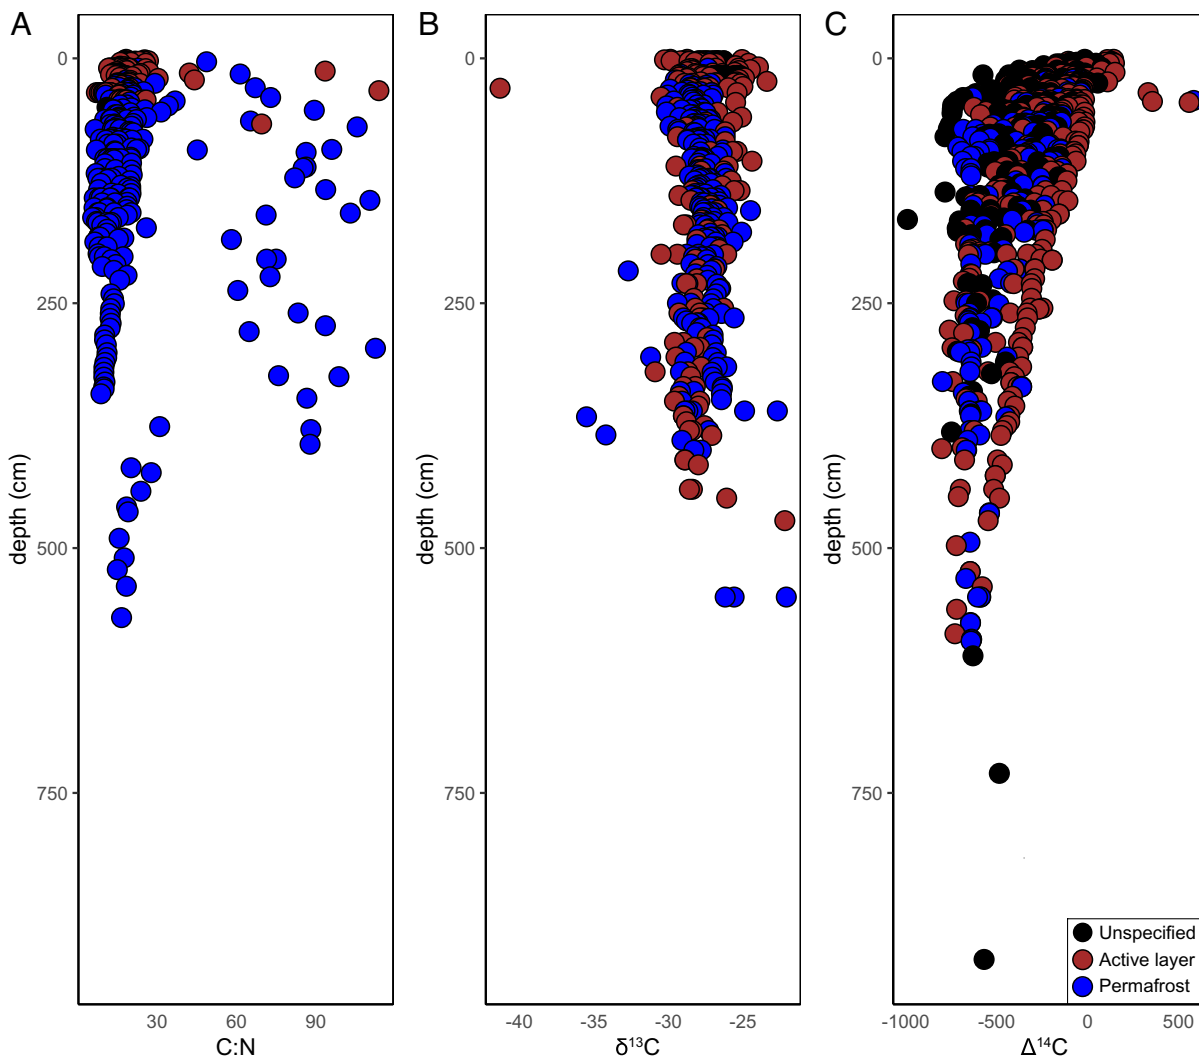 A
B
C
0
250
500
750
depth (cm)
30
60
90
C:N
0
250
500
750
depth (cm)
-40
-35
-30
-25
δ¹³C
0
250
500
750
depth (cm)
-1000
-500
0
Δ¹⁴C
Unspecified
Active layer
Permafrost